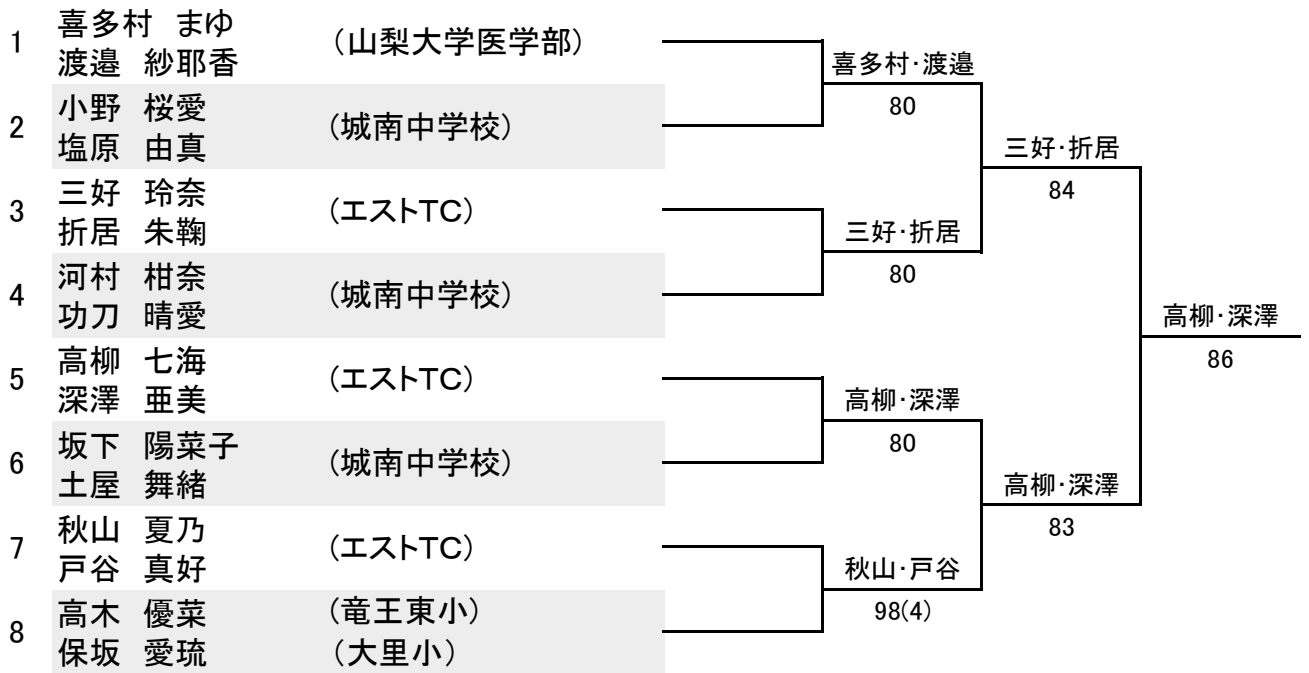 1 喜多村 まゆ (山梨大学医学部)
渡邉 紗耶香
2 小野 桜愛 (城南中学校)
塩原 由真
3 三好 玲奈 (エストTC)
折居 朱鞠
4 河村 柑奈 (城南中学校)
功刀 晴愛
5 高柳 七海 (エストTC)
深澤 亜美
6 坂下 陽菜子 (城南中学校)
土屋 舞緒
7 秋山 夏乃 (エストTC)
戸谷 真好
8 高木 優菜 (竜王東小)
保坂 愛琉 (大里小)
喜多村・渡邉
80
三好・折居
80
高柳・深澤
80
秋山・戸谷
98(4)
三好・折居
84
高柳・深澤
83
高柳・深澤
86